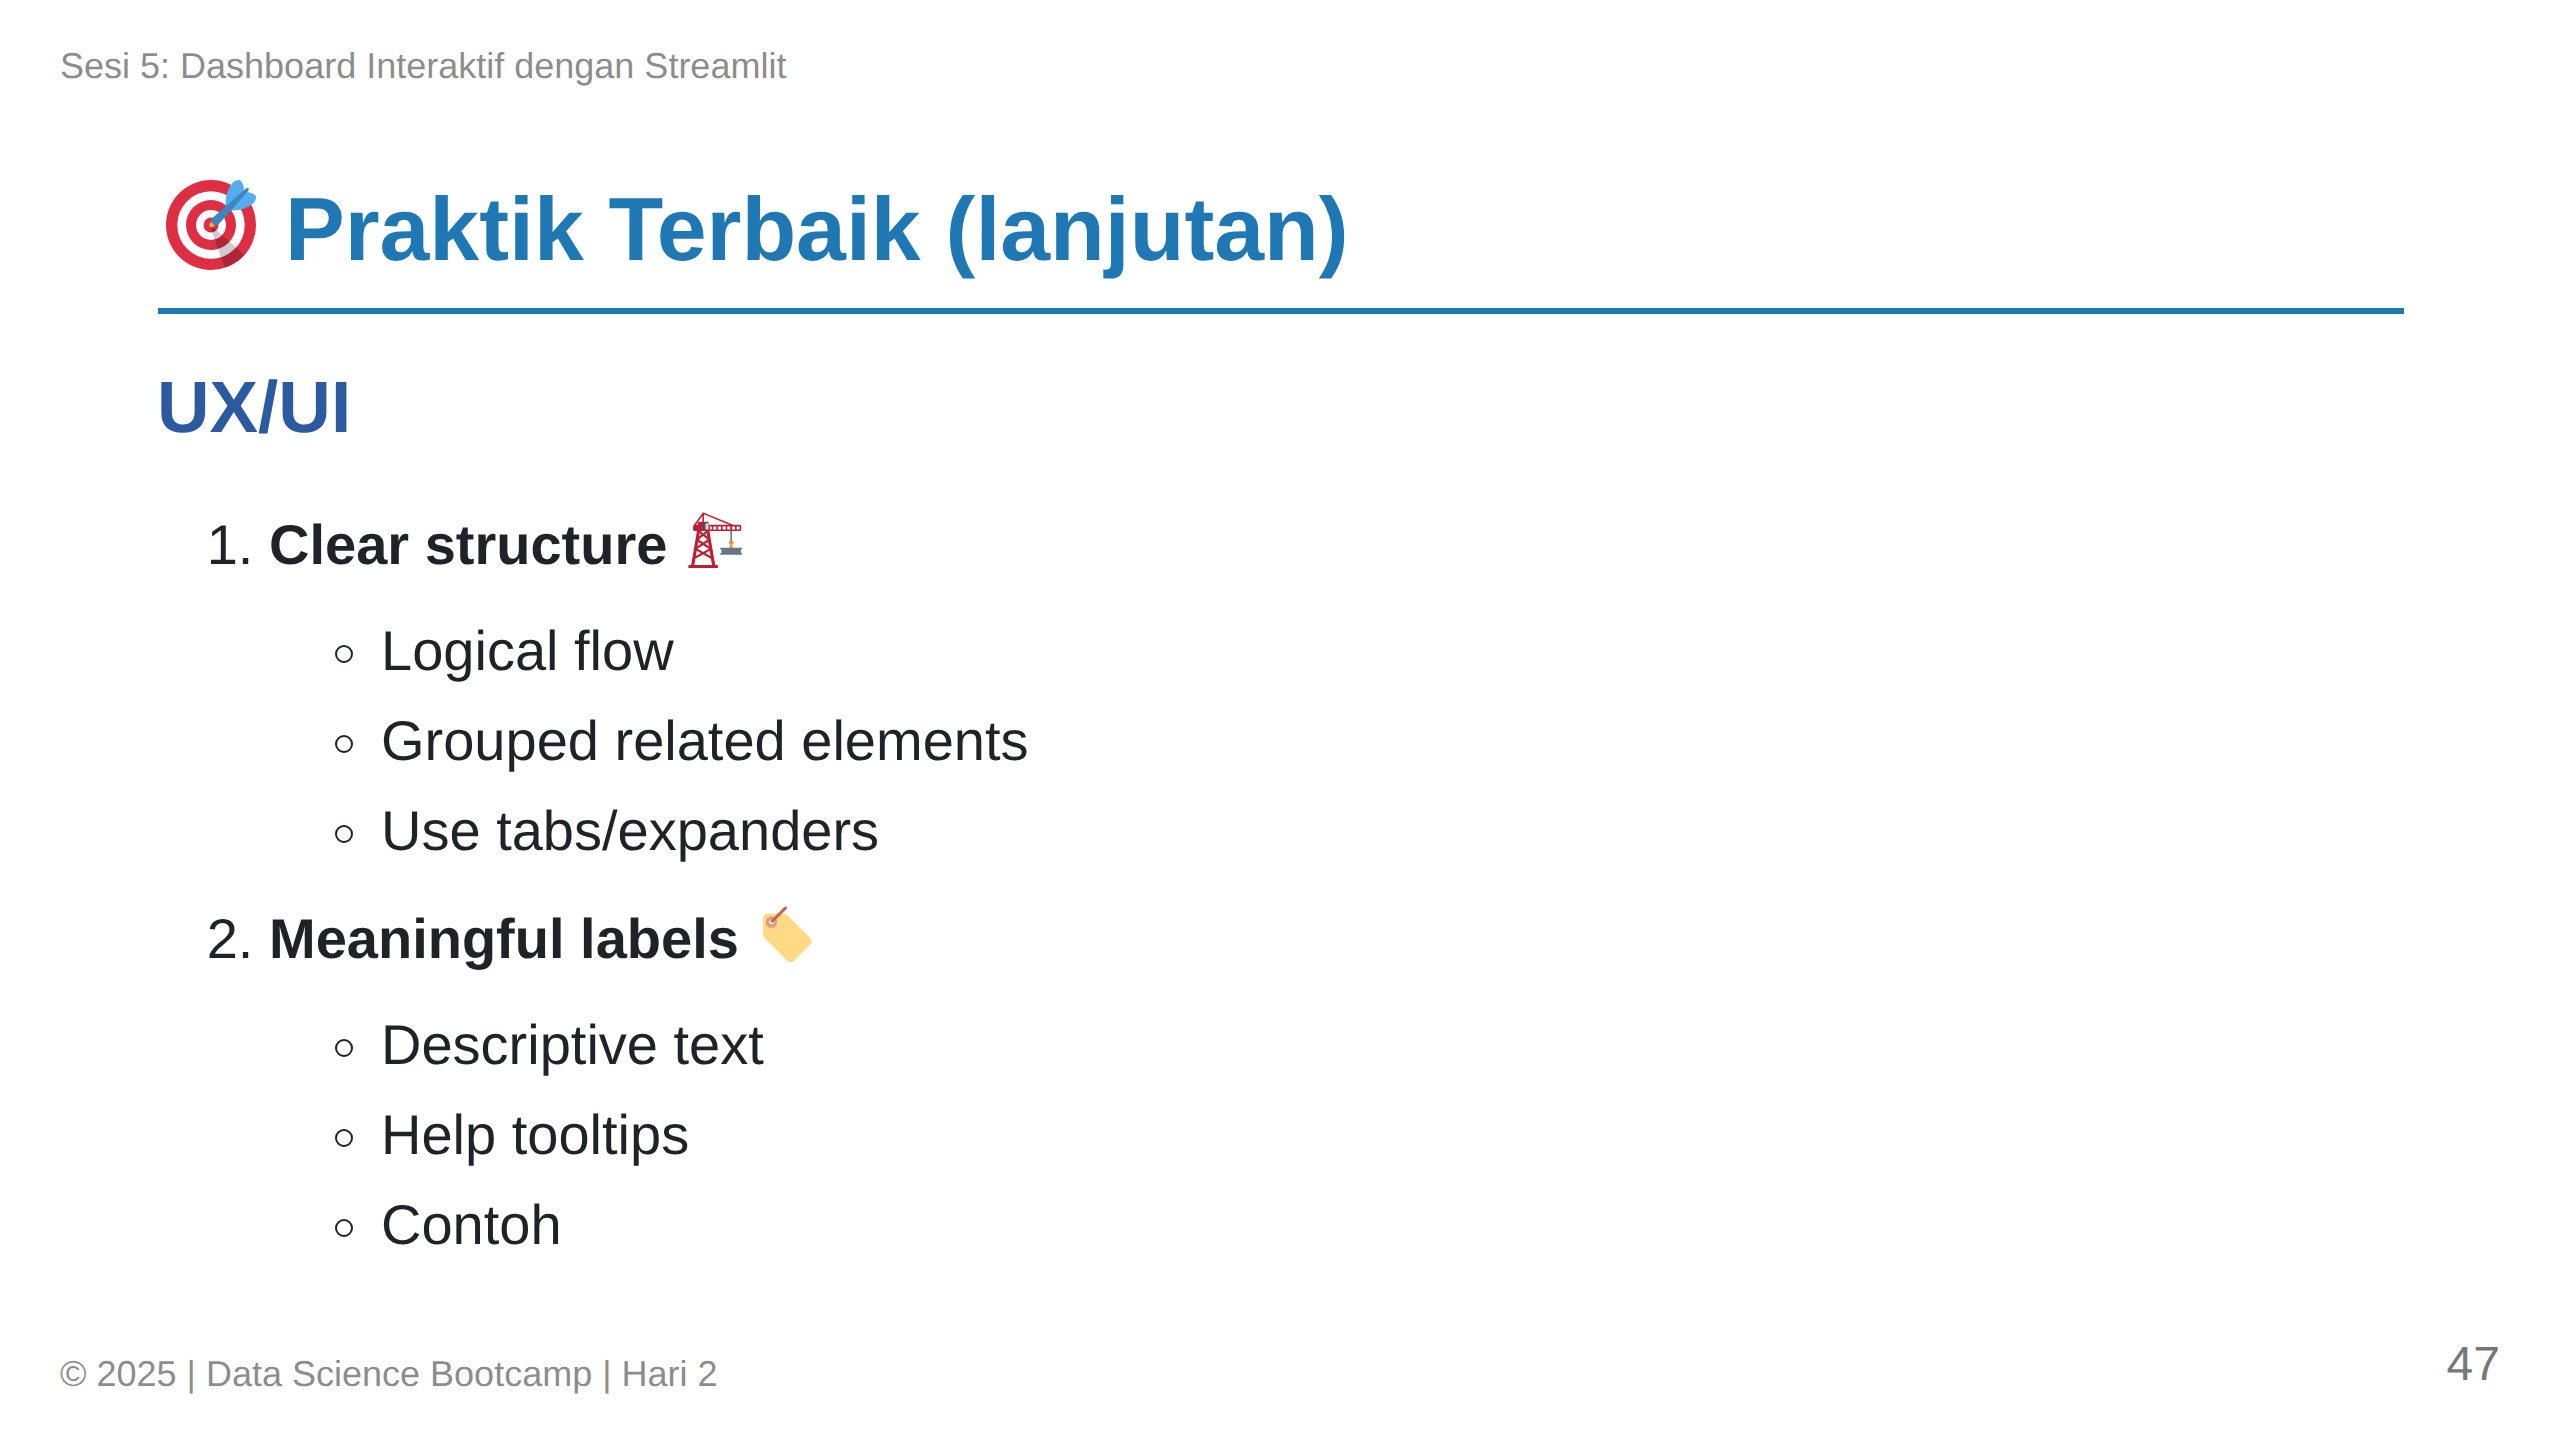 Sesi 5: Dashboard Interaktif dengan Streamlit
🎯 Praktik Terbaik (lanjutan)
UX/UI
1. Clear structure 🏗️
○ Logical flow
○ Grouped related elements
○ Use tabs/expanders
2. Meaningful labels 🏷️
○ Descriptive text
○ Help tooltips
○ Contoh
© 2025 | Data Science Bootcamp | Hari 2
47